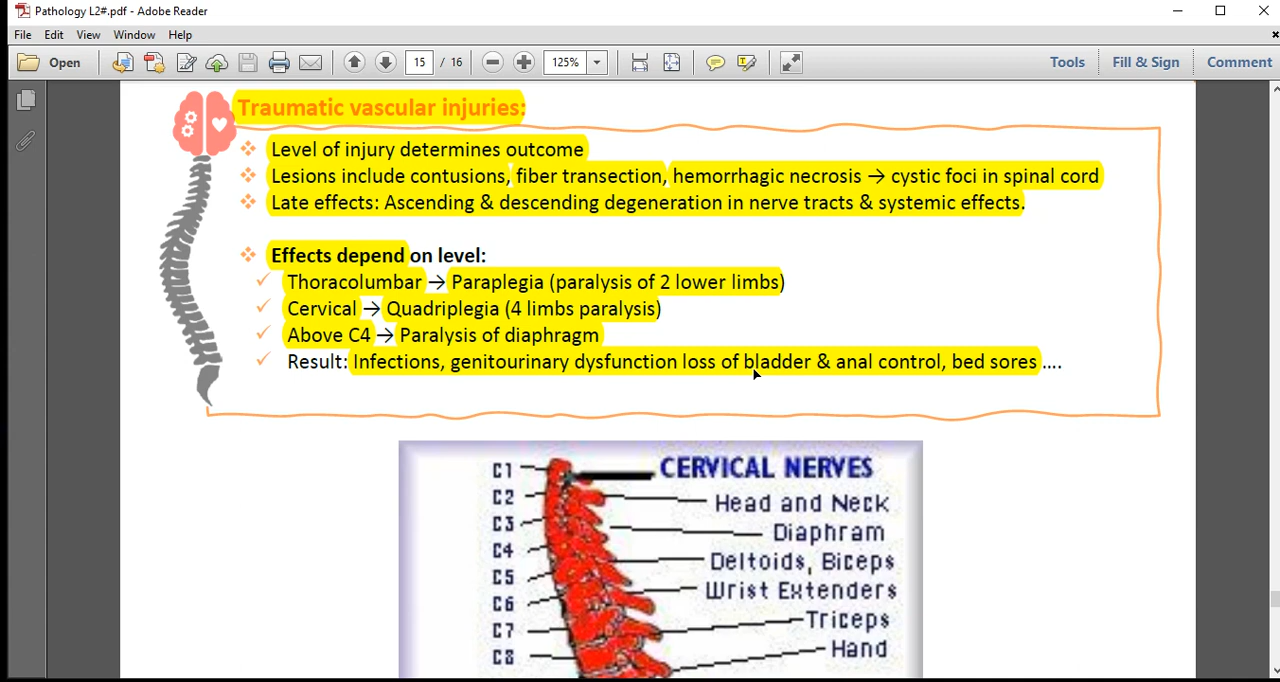 Pathology L2#.pdf - Adobe Reader
File Edit View Window Help
Open 15 / 16 125% Tools Fill & Sign Comment
Traumatic vascular injuries:
❖ Level of injury determines outcome
❖ Lesions include contusions, fiber transection, hemorrhagic necrosis → cystic foci in spinal cord
❖ Late effects: Ascending & descending degeneration in nerve tracts & systemic effects.
❖ Effects depend on level:
✓ Thoracolumbar → Paraplegia (paralysis of 2 lower limbs)
✓ Cervical → Quadriplegia (4 limbs paralysis)
✓ Above C4 → Paralysis of diaphragm
✓ Result: Infections, genitourinary dysfunction loss of bladder & anal control, bed sores ....
C1 CERVICAL NERVES
C2 Head and Neck
C3 Diaphram
C4 Deltoids, Biceps
C5 Wrist Extenders
C6
C7 Triceps
C8 Hand